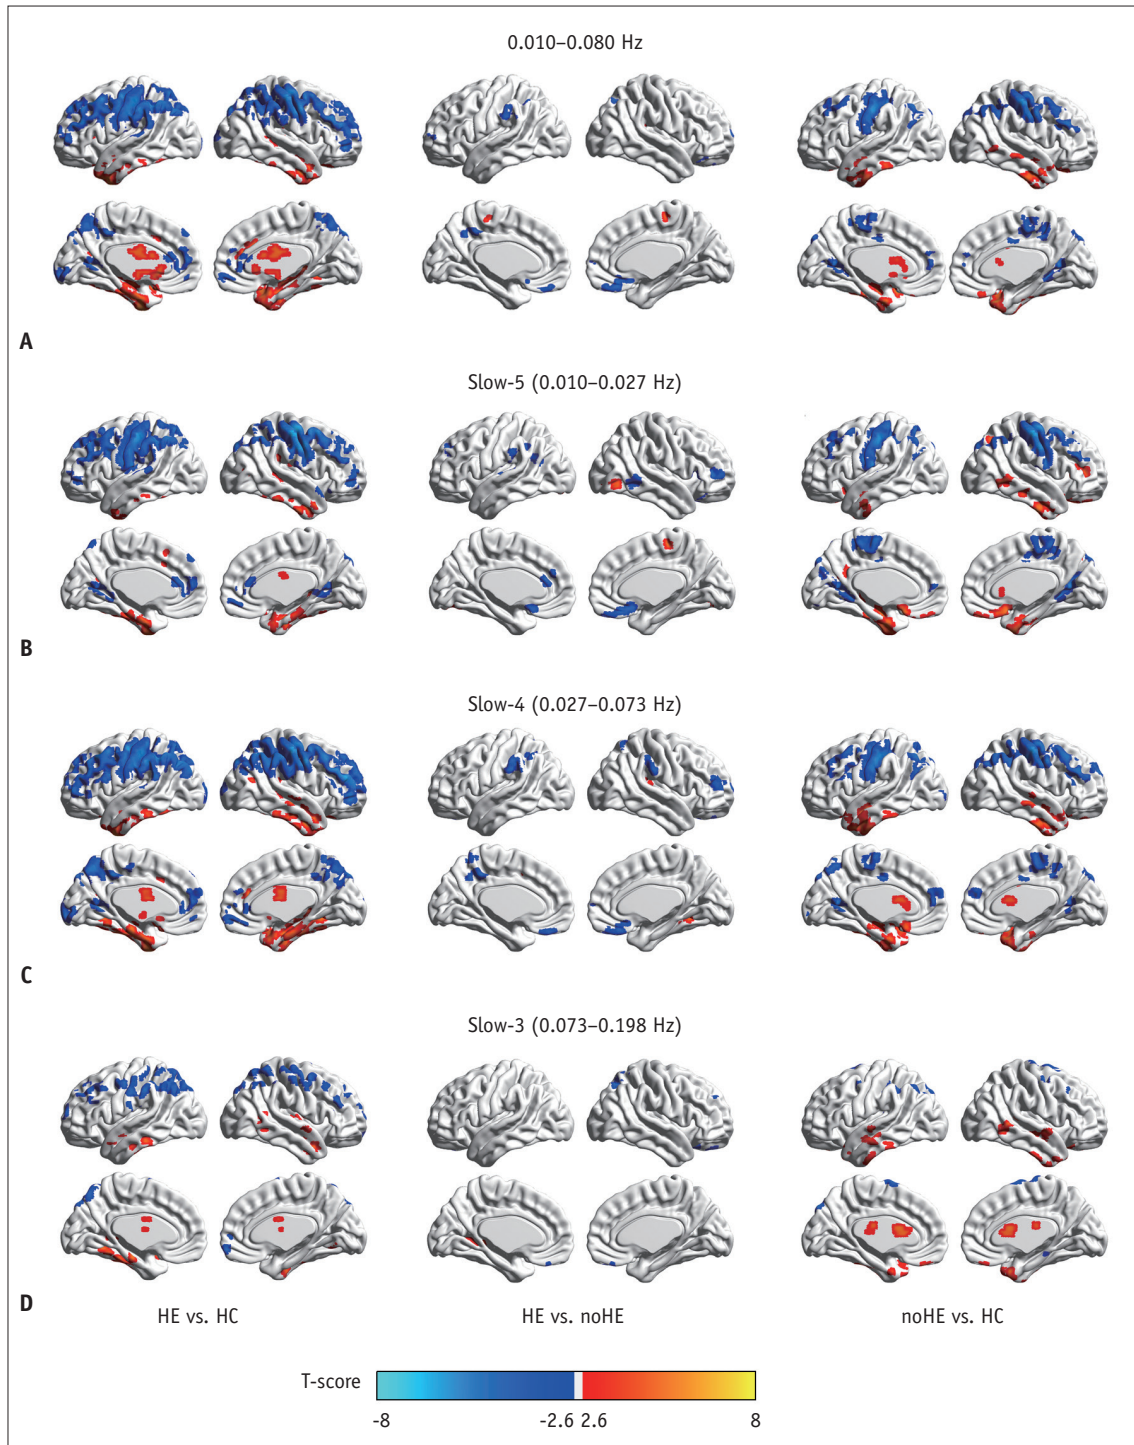 0.010–0.080 Hz
A
Slow-5 (0.010–0.027 Hz)
B
Slow-4 (0.027–0.073 Hz)
C
Slow-3 (0.073–0.198 Hz)
D
HE vs. HC
HE vs. noHE
noHE vs. HC
T-score
-8
-2.6
2.6
8